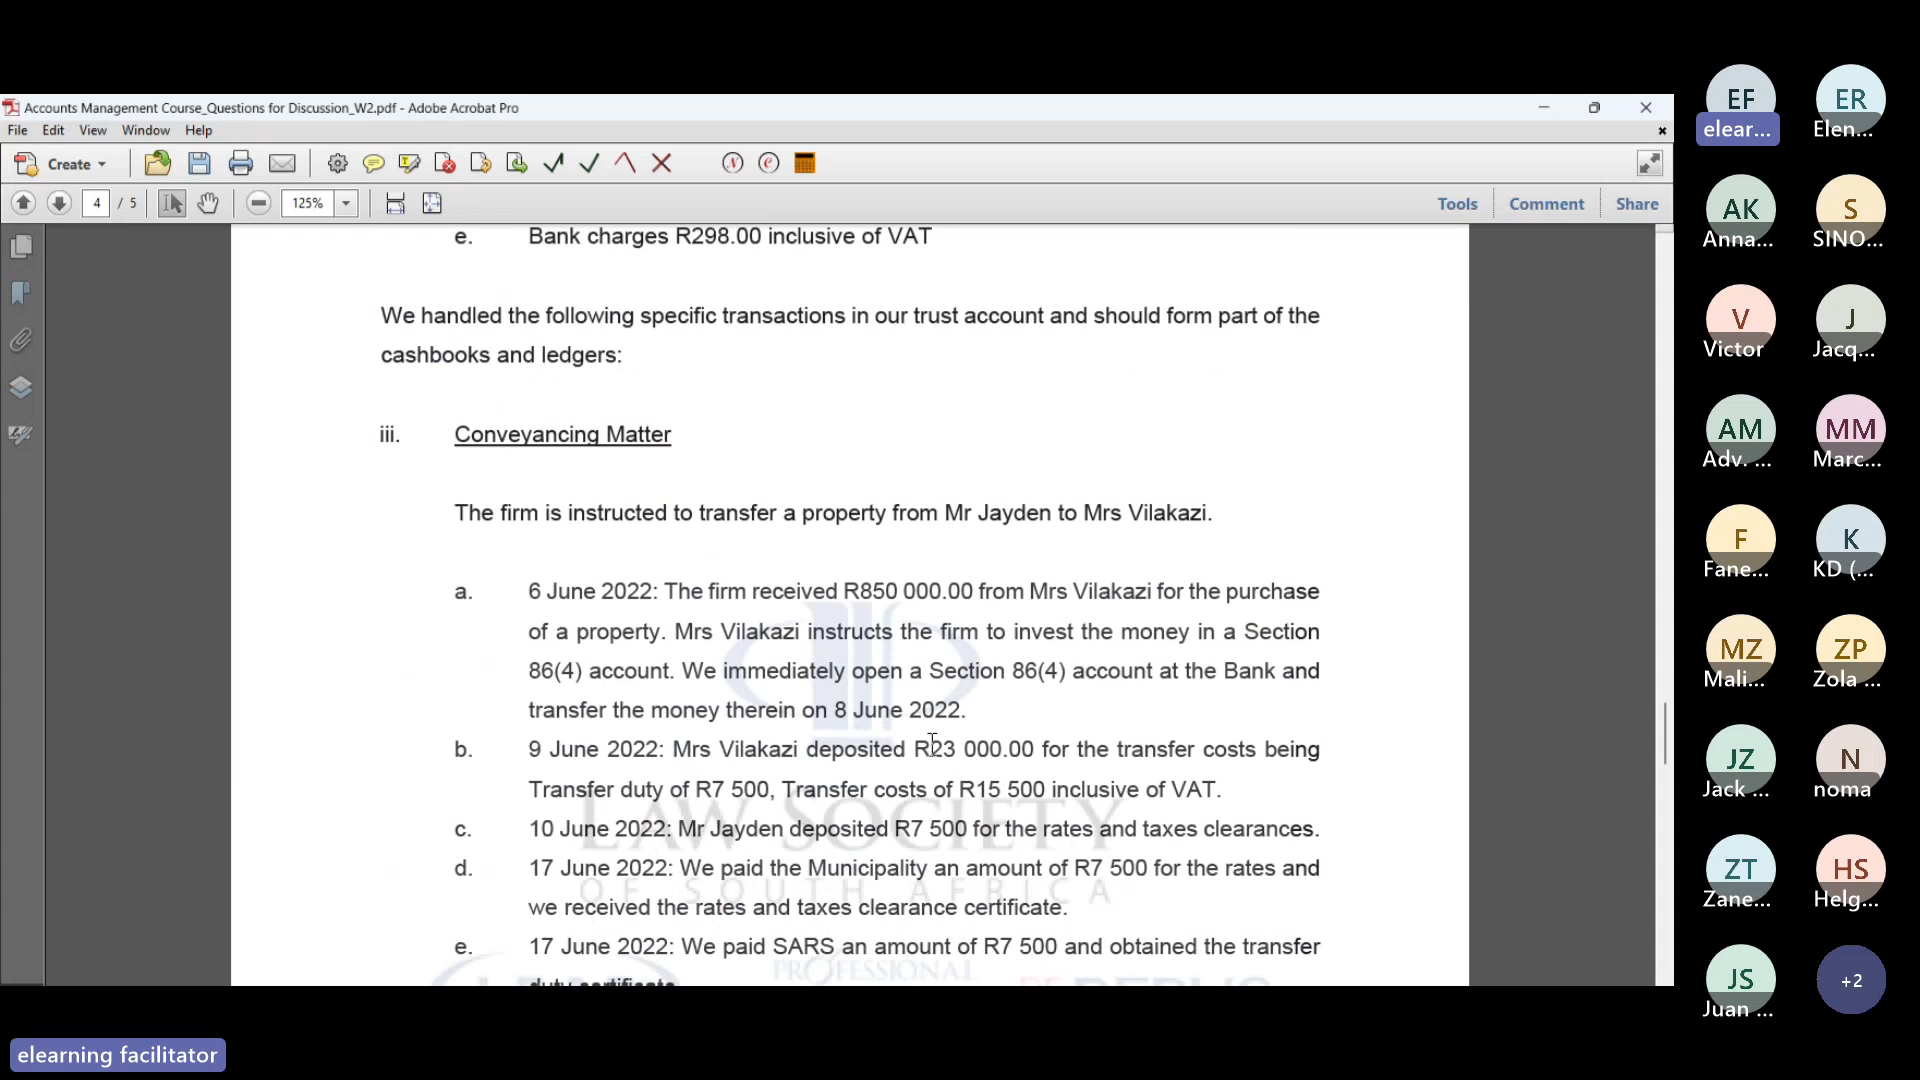 Accounts Management Course_Questions for Discussion_W2.pdf - Adobe Acrobat Pro
File Edit View Window Help
Create
4 / 5 125% Tools Comment Share
e. Bank charges R298.00 inclusive of VAT
We handled the following specific transactions in our trust account and should form part of the
cashbooks and ledgers:
iii. Conveyancing Matter
The firm is instructed to transfer a property from Mr Jayden to Mrs Vilakazi.
a. 6 June 2022: The firm received R850 000.00 from Mrs Vilakazi for the purchase
of a property. Mrs Vilakazi instructs the firm to invest the money in a Section
86(4) account. We immediately open a Section 86(4) account at the Bank and
transfer the money therein on 8 June 2022.
b. 9 June 2022: Mrs Vilakazi deposited R23 000.00 for the transfer costs being
Transfer duty of R7 500, Transfer costs of R15 500 inclusive of VAT.
LAW SOCIETY
c. 10 June 2022: Mr Jayden deposited R7 500 for the rates and taxes clearances.
d. 17 June 2022: We paid the Municipality an amount of R7 500 for the rates and
OF SOUTH AFRICA
we received the rates and taxes clearance certificate.
e. 17 June 2022: We paid SARS an amount of R7 500 and obtained the transfer
PROFESSIONAL
duty certificate
EF
elear...
ER
Elen...
AK
Anna...
S
SINO...
V
Victor
J
Jacq...
AM
Adv. ...
MM
Marc...
F
Fane...
K
KD (...
MZ
Mali...
ZP
Zola ...
JZ
Jack ...
N
noma
ZT
Zane...
HS
Helg...
JS
Juan ...
+2
elearning facilitator